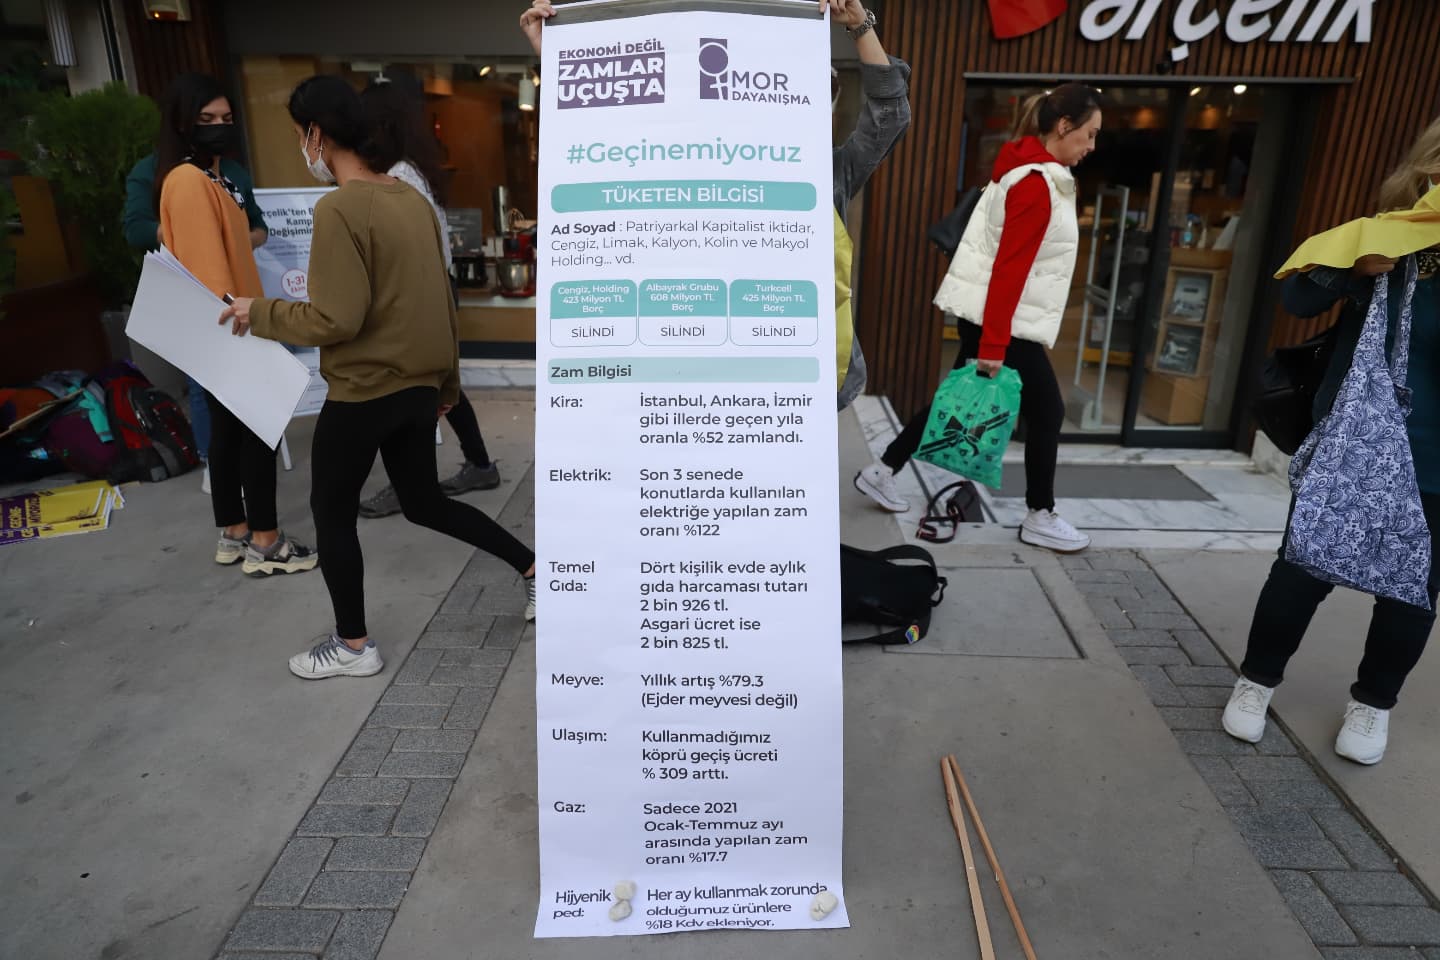 arçelik
EKONOMİ DEĞİL
ZAMLAR
UÇUŞTA
MOR
DAYANIŞMA
#Geçinemiyoruz
TÜKETEN BİLGİSİ
Ad Soyad : Patriyarkal Kapitalist iktidar,
Cengiz, Limak, Kalyon, Kolin ve Makyol
Holding... vd.
Cengiz, Holding
423 Milyon TL
Borç
SİLİNDİ
Albayrak Grubu
608 Milyon TL
Borç
SİLİNDİ
Turkcell
425 Milyon TL
Borç
SİLİNDİ
Zam Bilgisi
Kira:
İstanbul, Ankara, İzmir
gibi illerde geçen yıla
oranla %52 zamlandı.
Elektrik:
Son 3 senede
konutlarda kullanılan
elektriğe yapılan zam
oranı %122
Temel
Gıda:
Dört kişilik evde aylık
gıda harcaması tutarı
2 bin 926 tl.
Asgari ücret ise
2 bin 825 tl.
Meyve:
Yıllık artış %79.3
(Ejder meyvesi değil)
Ulaşım:
Kullanmadığımız
köprü geçiş ücreti
% 309 arttı.
Gaz:
Sadece 2021
Ocak-Temmuz ayı
arasında yapılan zam
oranı %17.7
Hijyenik
ped:
Her ay kullanmak zorunda
olduğumuz ürünlere
%18 Kdv ekleniyor.
rçelik'ten
Kampa
Değişimin
1-31
Ekim